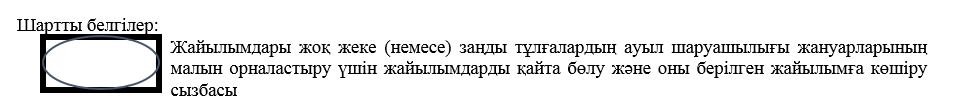 Шартты белгілер:
Жайылымдары жоқ жеке (немесе) заңды тұлғалардың ауыл шаруашылығы жануарларының
малын орналастыру үшін жайылымдарды қайта бөлу және оны берілген жайылымға көшіру
сызбасы